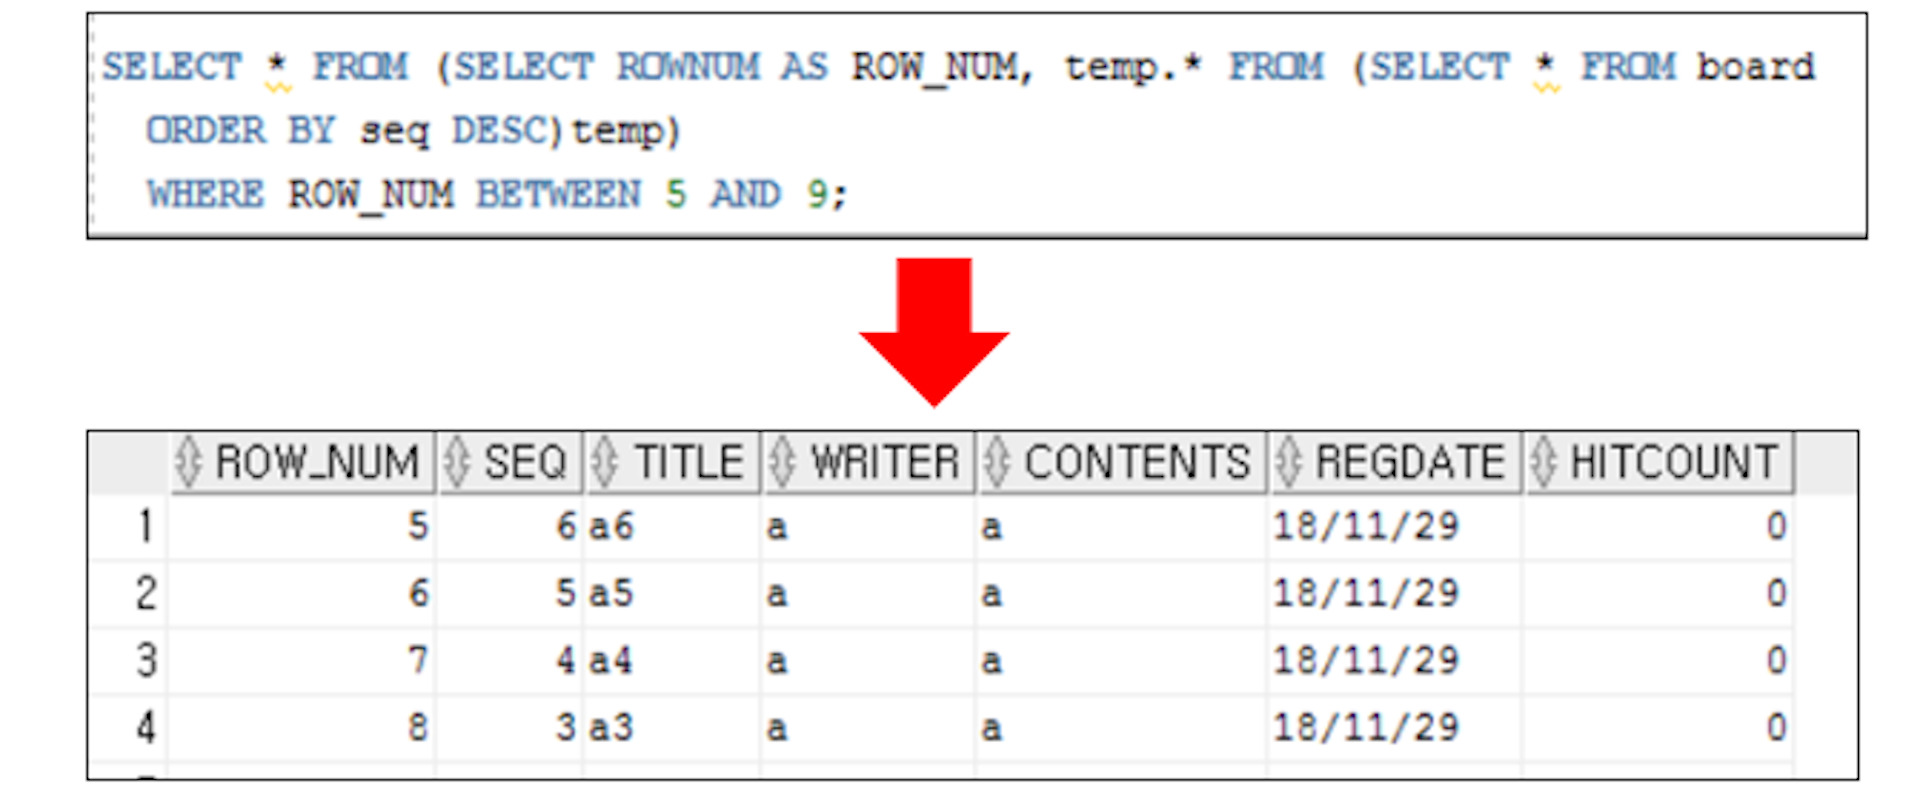 SELECT * FROM (SELECT ROWNUM AS ROW_NUM, temp.* FROM (SELECT * FROM board
ORDER BY seq DESC)temp)
WHERE ROW_NUM BETWEEN 5 AND 9;
ROW_NUM SEQ TITLE WRITER CONTENTS REGDATE HITCOUNT
1 5 6 a6 a a 18/11/29 0
2 6 5 a5 a a 18/11/29 0
3 7 4 a4 a a 18/11/29 0
4 8 3 a3 a a 18/11/29 0